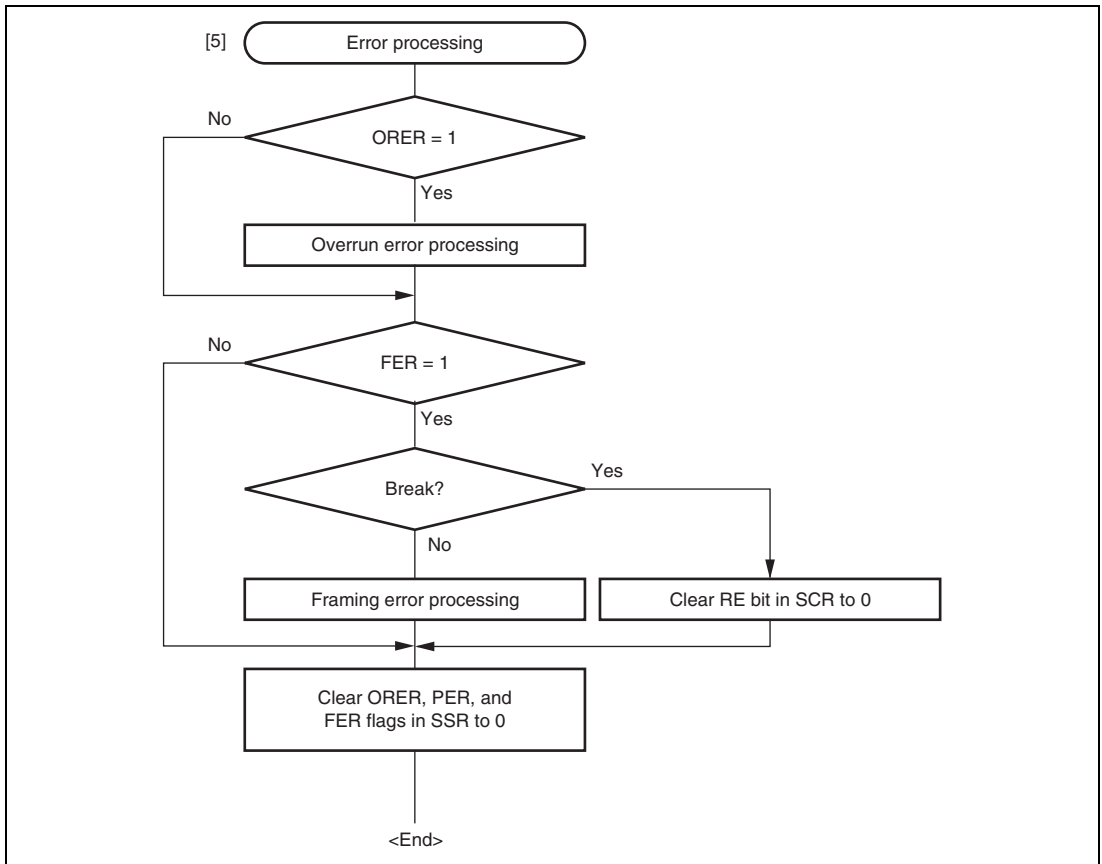 [5] Error processing
No
ORER = 1
Yes
Overrun error processing
No
FER = 1
Yes
Yes
Break?
No
Framing error processing
Clear RE bit in SCR to 0
Clear ORER, PER, and
FER flags in SSR to 0
<End>